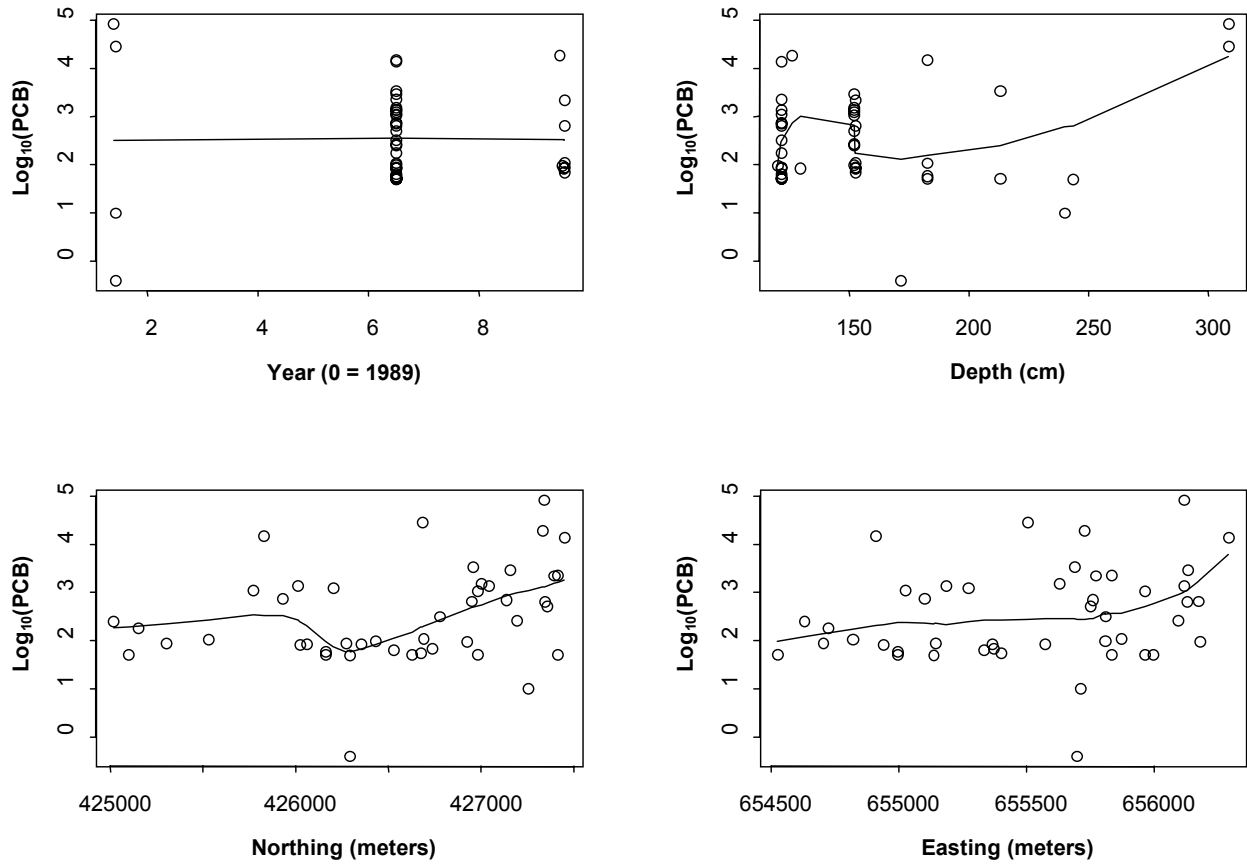 Log₁₀(PCB)
5
4
3
2
1
0
2 4 6 8
Year (0 = 1989)
Log₁₀(PCB)
5
4
3
2
1
0
150 200 250 300
Depth (cm)
Log₁₀(PCB)
5
4
3
2
1
0
425000 426000 427000
Northing (meters)
Log₁₀(PCB)
5
4
3
2
1
0
654500 655000 655500 656000
Easting (meters)